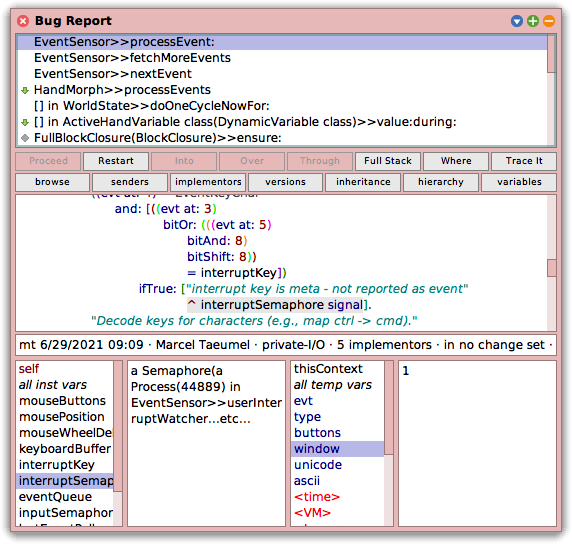 Bug Report
EventSensor>>processEvent:
EventSensor>>fetchMoreEvents
EventSensor>>nextEvent
HandMorph>>processEvents
[] in WorldState>>doOneCycleNowFor:
[] in ActiveHandVariable class(DynamicVariable class)>>value:during:
FullBlockClosure(BlockClosure)>>ensure:
Proceed Restart Into Over Through Full Stack Where Trace It
browse senders implementors versions inheritance hierarchy variables
and: [((evt at: 3)
bitOr: (((evt at: 5)
bitAnd: 8)
bitShift: 8))
= interruptKey])
ifTrue: ["interrupt key is meta - not reported as event"
^ interruptSemaphore signal].
"Decode keys for characters (e.g., map ctrl -> cmd)."
mt 6/29/2021 09:09 · Marcel Taeumel · private-I/O · 5 implementors · in no change set ·
self
all inst vars
mouseButtons
mousePosition
mouseWheelDel
keyboardBuffer
interruptKey
interruptSemap
eventQueue
inputSemaphor
a Semaphore(a
Process(44889) in
EventSensor>>userInter
ruptWatcher...etc...
thisContext
all temp vars
evt
type
buttons
window
unicode
ascii
<time>
<VM>
1